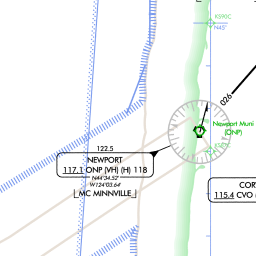 KS9OC
N45°
026
Newport Muni
(ONP)
122.5
NEWPORT
117.1 ONP (VH) (H) 118
N44°34.52'
W124°03.64'
MC MINNVILLE
COR
115.4 CVO